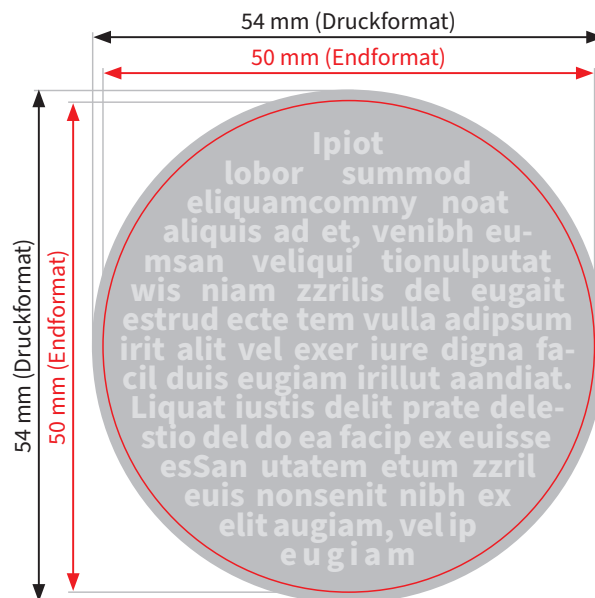 54 mm (Druckformat)
50 mm (Endformat)
54 mm (Druckformat)
50 mm (Endformat)
Ipiot
lobor summod
eliquamcommy noat
aliquis ad et, venibh eu-
msan veliqui tionulputat
wis niam zzrilis del eugait
estrud ecte tem vulla adipsum
irit alit vel exer iure digna fa-
cil duis eugiam irillut aandiat.
Liquat iustis delit prate dele-
stio del do ea facip ex euisse
esSan utatem etum zzril
euis nonsenit nibh ex
elit augiam, vel ip
eugiam